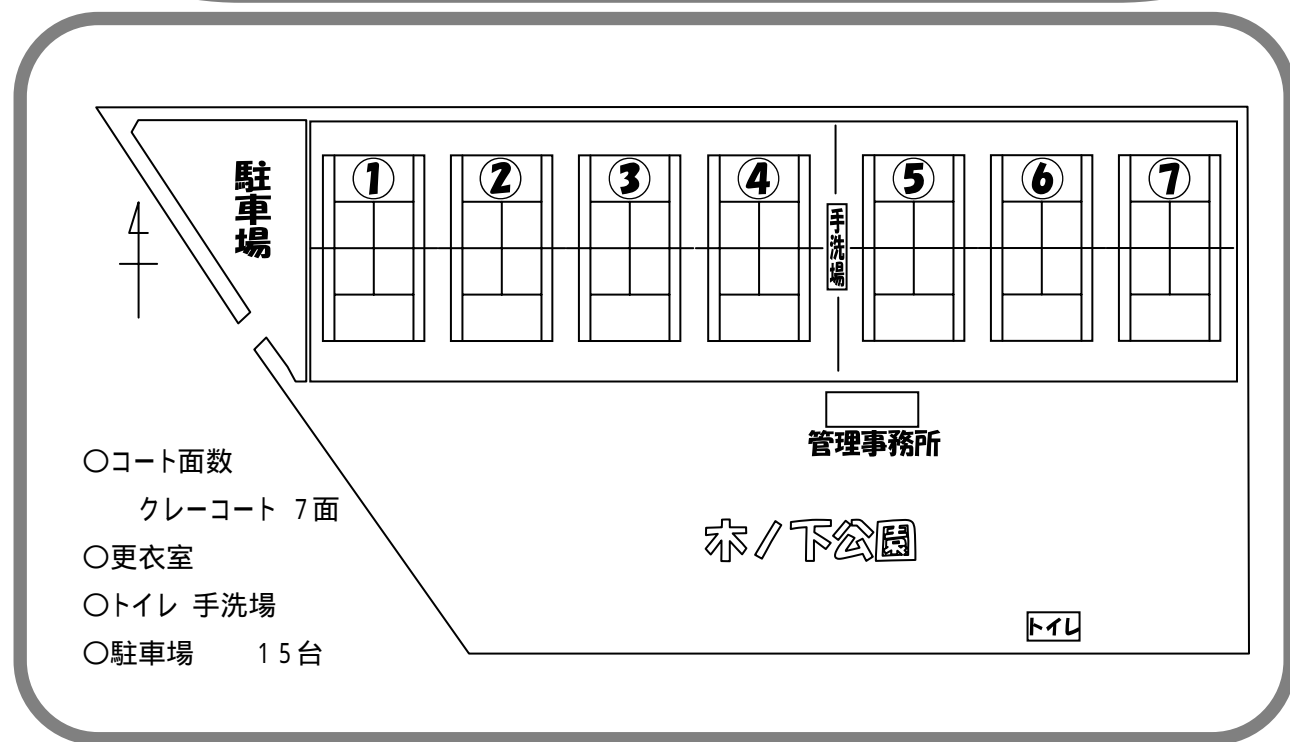 駐車場
① ② ③ ④ ⑤ ⑥ ⑦
手洗場
管理事務所
○コート面数
クレーコート 7面
○更衣室
○トイレ 手洗場
○駐車場 15台
木ノ下公園
トイレ